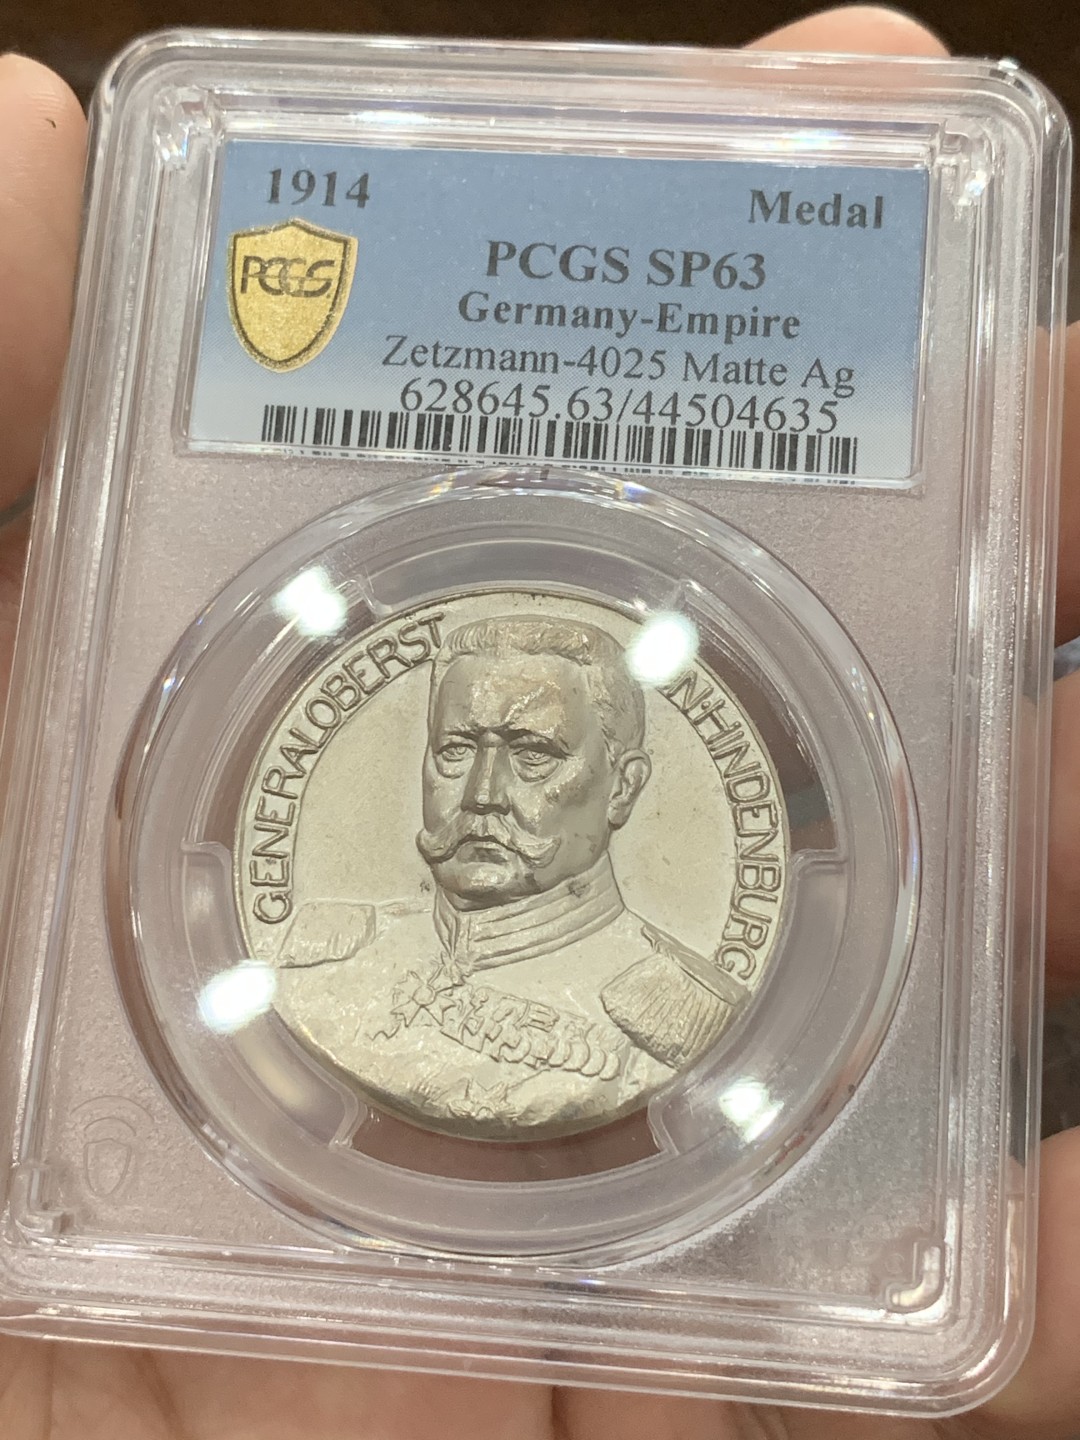 1914 Medal
PCGS
PCGS SP63
Germany-Empire
Zetzmann-4025 Matte Ag
628645.63/44504635
GENERALOBERST
N·HINDENBURG